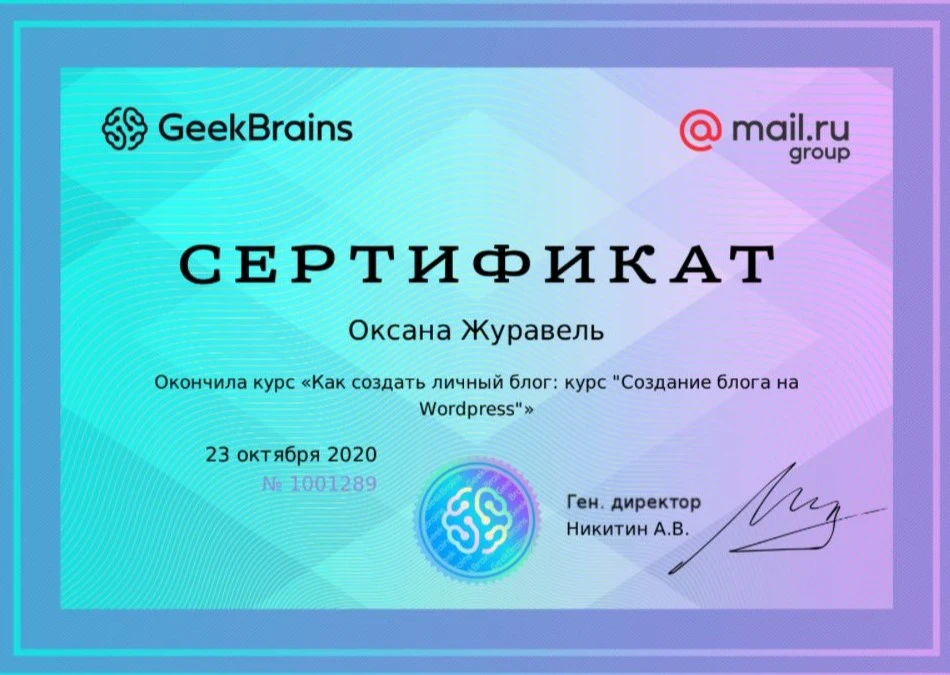 GeekBrains
mail.ru
group
СЕРТИФИКАТ
Оксана Журавель
Окончила курс «Как создать личный блог: курс "Создание блога на
Wordpress"»
23 октября 2020
№ 1001289
Ген. директор
Никитин А.В.